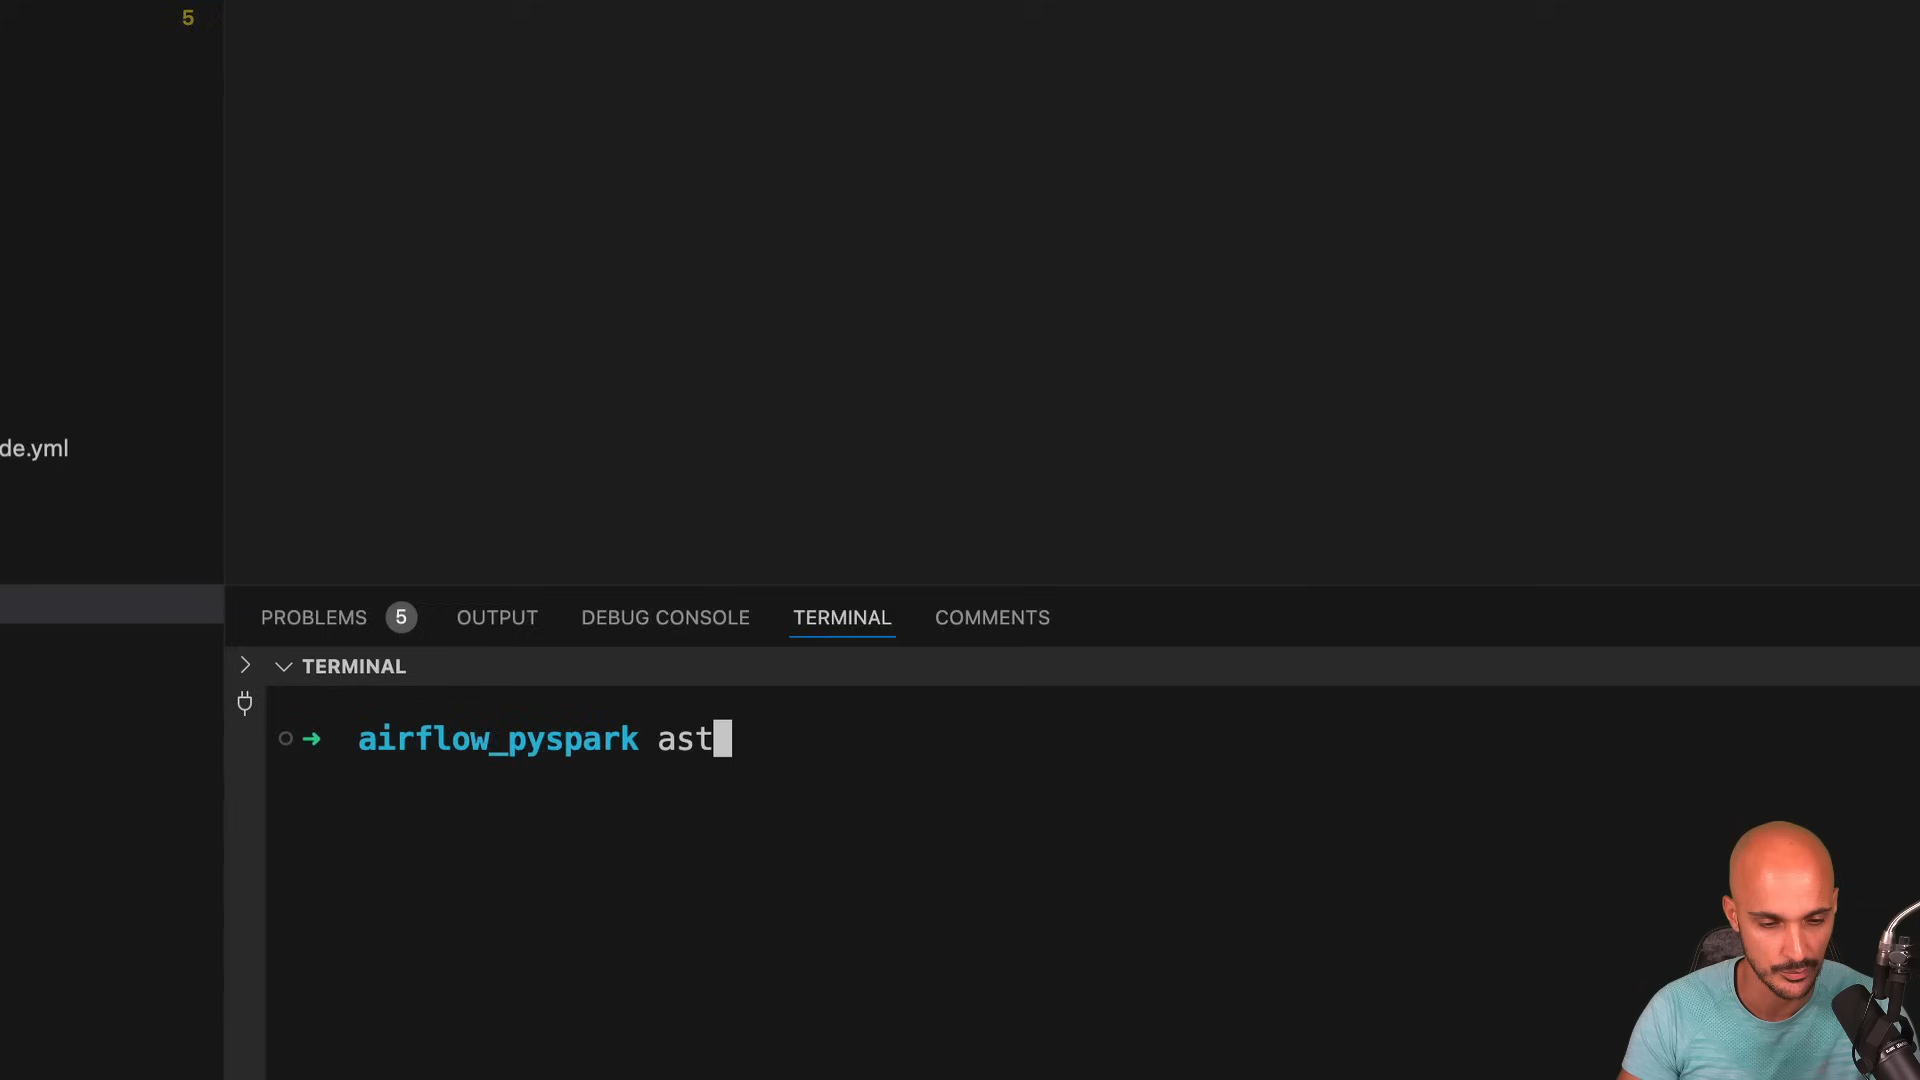 5
de.yml
PROBLEMS 5 OUTPUT DEBUG CONSOLE TERMINAL COMMENTS
TERMINAL
airflow_pyspark ast